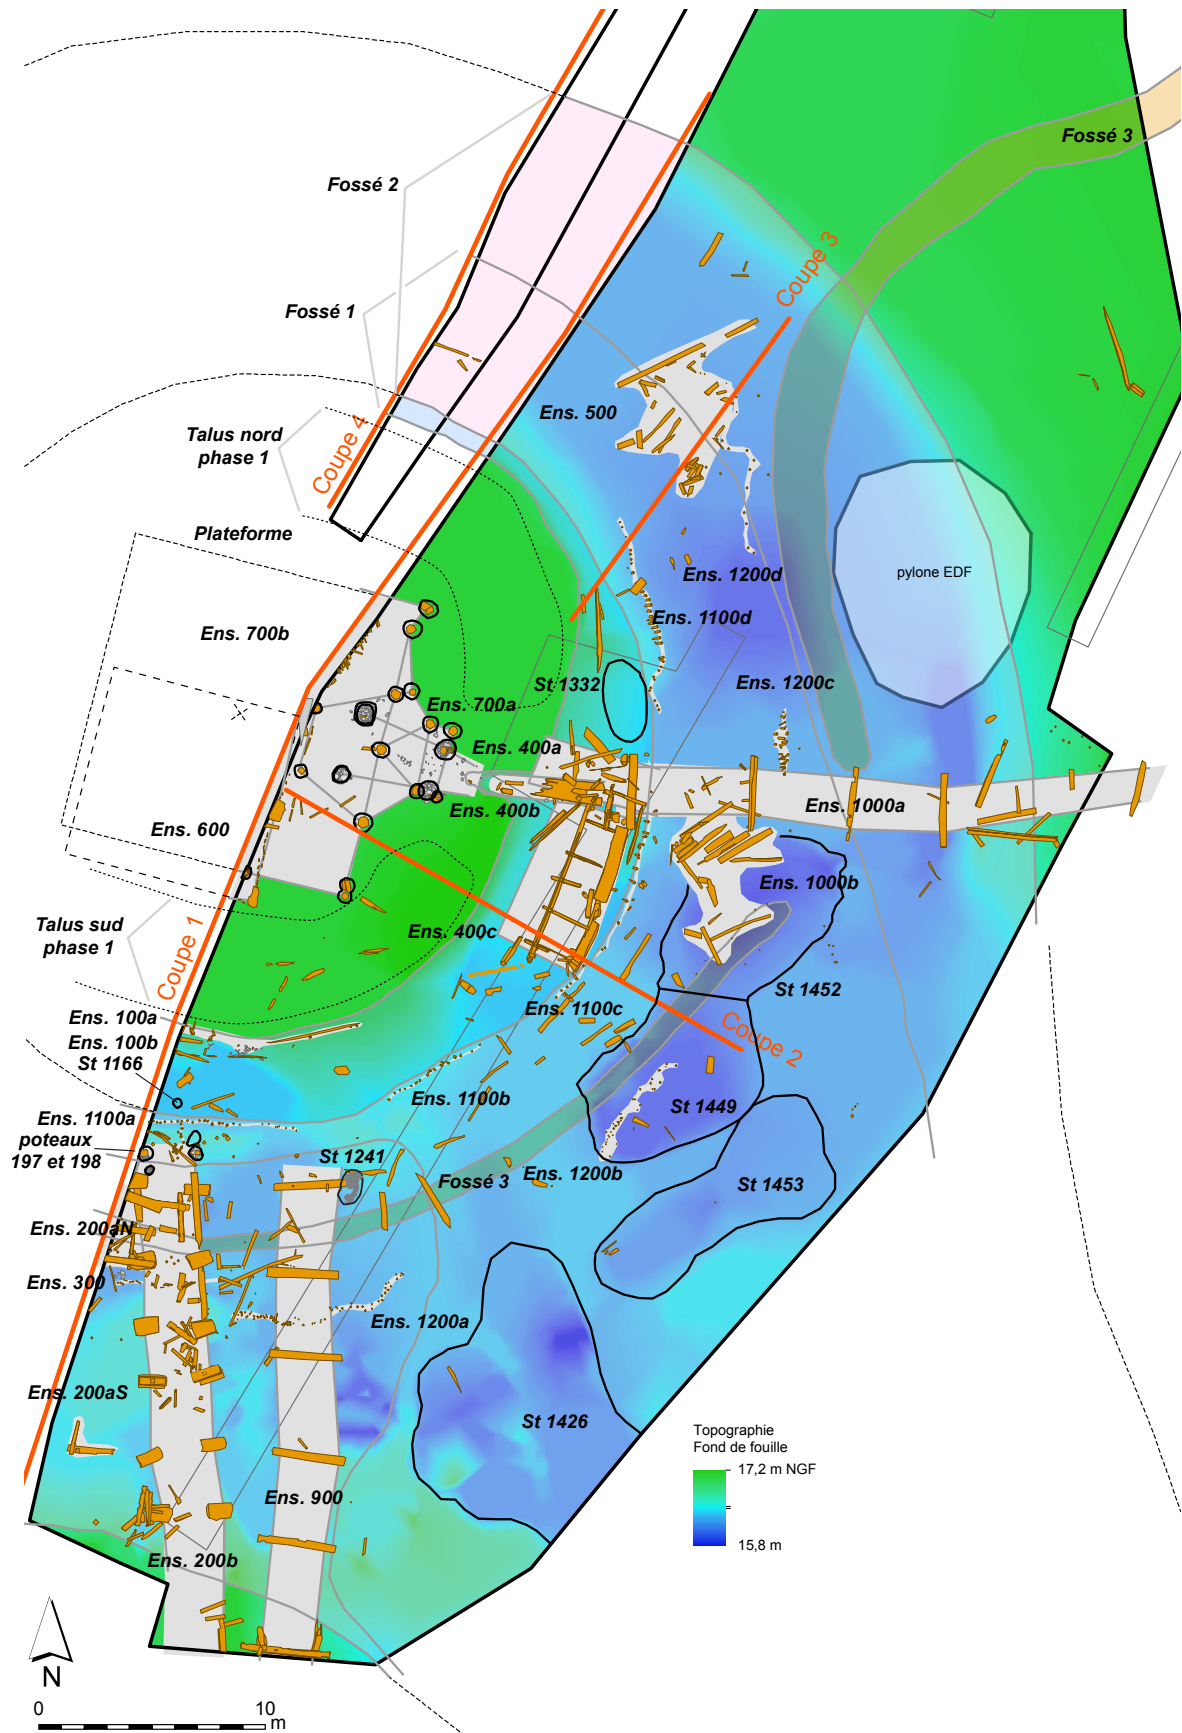 Fossé 3
Fossé 2
Coupe 3
Fossé 1
Ens. 500
Talus nord
phase 1
Coupe 4
Plateforme
pylone EDF
Ens. 1200d
Ens. 700b
Ens. 1100d
St 1332
Ens. 1200c
Ens. 700a
Ens. 400a
Ens. 1000a
Ens. 400b
Ens. 600
Ens. 1000b
Talus sud
phase 1
Ens. 400c
Coupe 1
St 1452
Ens. 100a
Ens. 1100c
Coupe 2
Ens. 100b
St 1166
Ens. 1100b
St 1449
Ens. 1100a
poteaux
197 et 198
St 1241
Fossé 3
Ens. 1200b
St 1453
Ens. 200aN
Ens. 300
Ens. 1200a
Ens. 200aS
St 1426
Topographie
Fond de fouille
17,2 m NGF
15,8 m
Ens. 900
Ens. 200b
N
0 10
m